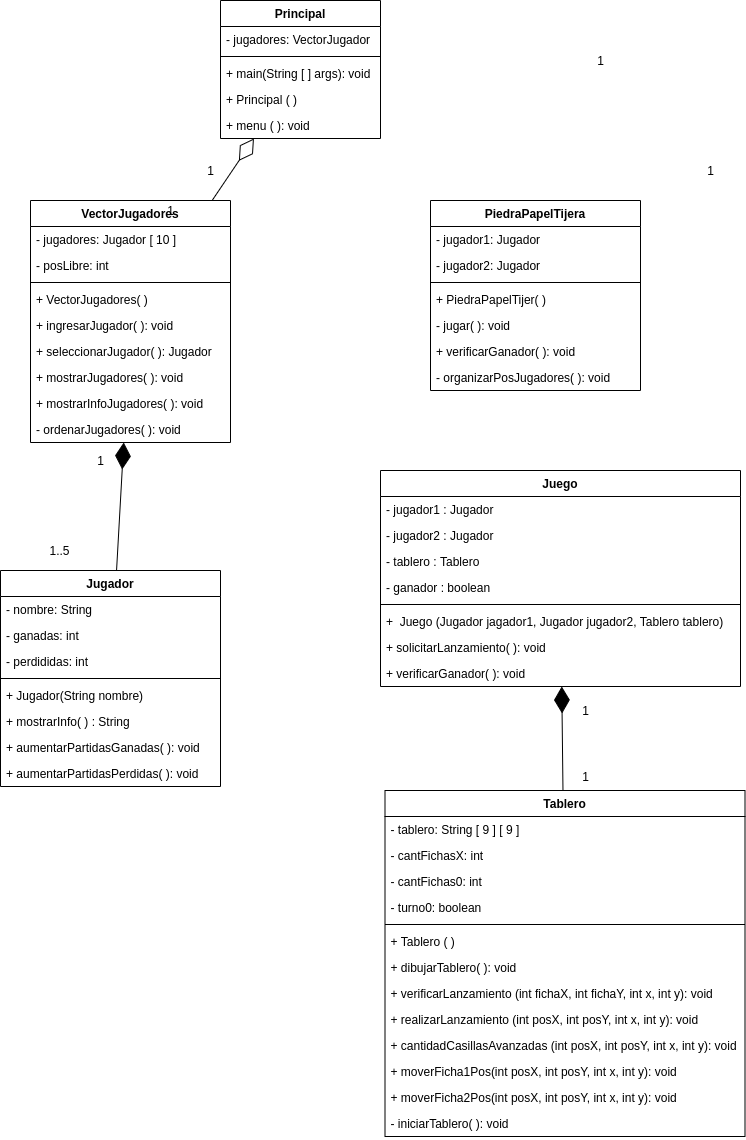 Principal
- jugadores: VectorJugador
+ main(String [ ] args): void
+ Principal ( )
+ menu ( ): void
1
1
1
1
VectorJugadores
- jugadores: Jugador [ 10 ]
- posLibre: int
+ VectorJugadores( )
+ ingresarJugador( ): void
+ seleccionarJugador( ): Jugador
+ mostrarJugadores( ): void
+ mostrarInfoJugadores( ): void
- ordenarJugadores( ): void
PiedraPapelTijera
- jugador1: Jugador
- jugador2: Jugador
+ PiedraPapelTijer( )
- jugar( ): void
+ verificarGanador( ): void
- organizarPosJugadores( ): void
1
1..5
Jugador
- nombre: String
- ganadas: int
- perdididas: int
+ Jugador(String nombre)
+ mostrarInfo( ) : String
+ aumentarPartidasGanadas( ): void
+ aumentarPartidasPerdidas( ): void
Juego
- jugador1 : Jugador
- jugador2 : Jugador
- tablero : Tablero
- ganador : boolean
+  Juego (Jugador jagador1, Jugador jugador2, Tablero tablero)
+ solicitarLanzamiento( ): void
+ verificarGanador( ): void
1
1
Tablero
- tablero: String [ 9 ] [ 9 ]
- cantFichasX: int
- cantFichas0: int
- turno0: boolean
+ Tablero ( )
+ dibujarTablero( ): void
+ verificarLanzamiento (int fichaX, int fichaY, int x, int y): void
+ realizarLanzamiento (int posX, int posY, int x, int y): void
+ cantidadCasillasAvanzadas (int posX, int posY, int x, int y): void
+ moverFicha1Pos(int posX, int posY, int x, int y): void
+ moverFicha2Pos(int posX, int posY, int x, int y): void
- iniciarTablero( ): void